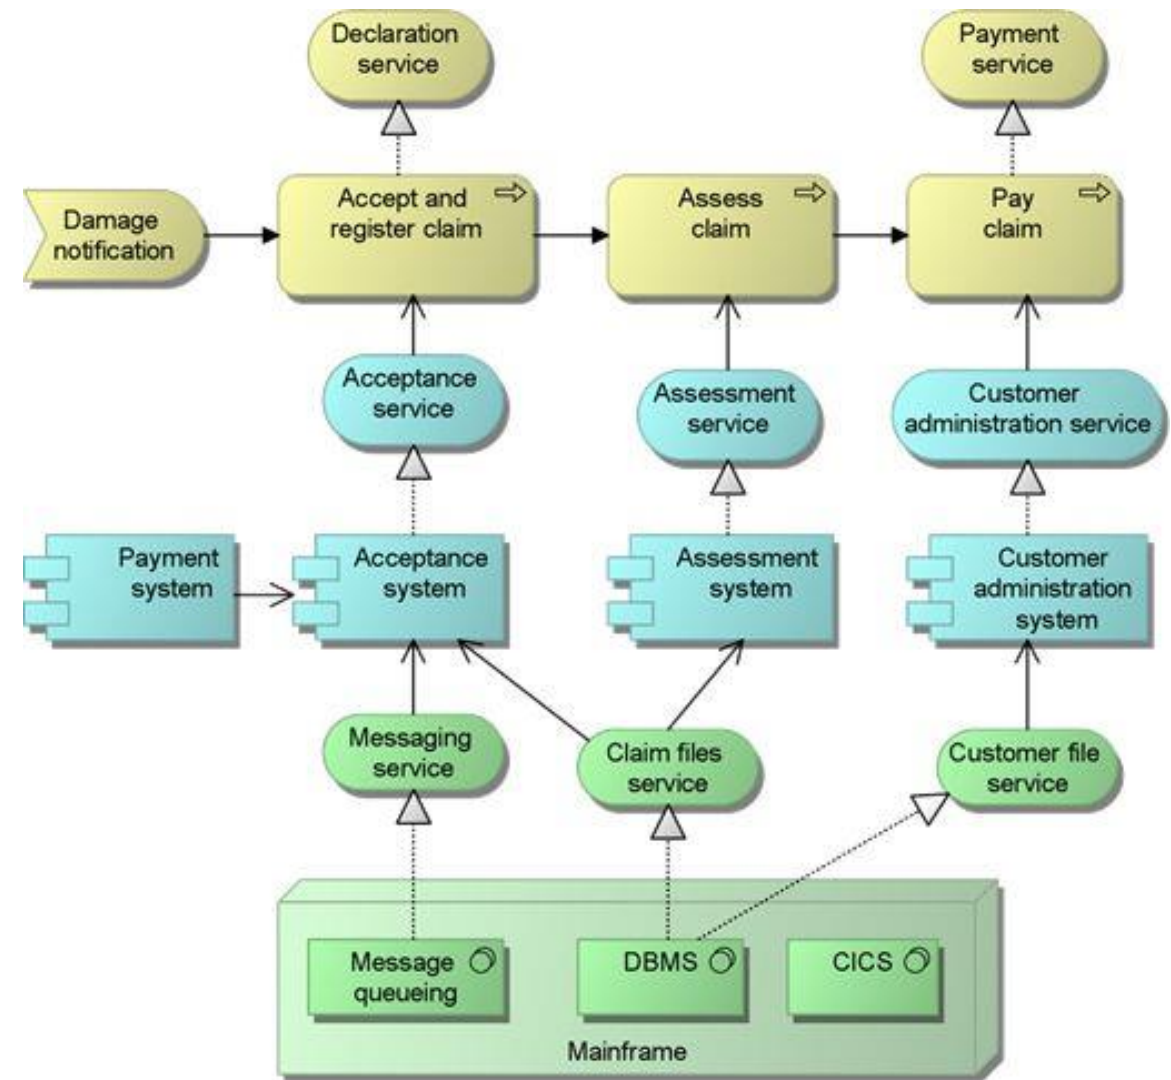 Declaration
service
Payment
service
Damage
notification
Accept and
register claim
Assess
claim
Pay
claim
Acceptance
service
Assessment
service
Customer
administration service
Payment
system
Acceptance
system
Assessment
system
Customer
administration
system
Messaging
service
Claim files
service
Customer file
service
Message
queueing
DBMS
CICS
Mainframe